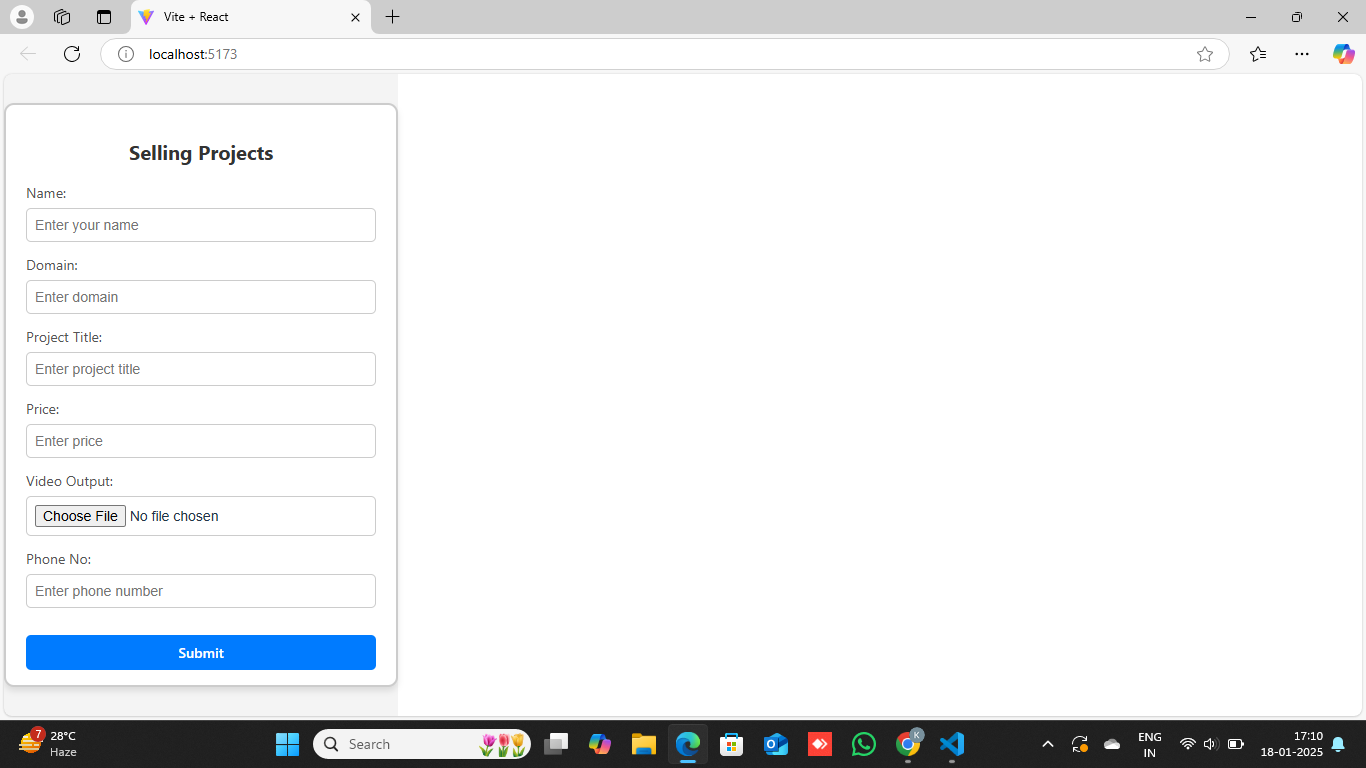 Vite + React
localhost:5173
Selling Projects
Name:
Enter your name
Domain:
Enter domain
Project Title:
Enter project title
Price:
Enter price
Video Output:
Choose File No file chosen
Phone No:
Enter phone number
Submit
7
28°C
Haze
Search
K
ENG
IN
17:10
18-01-2025